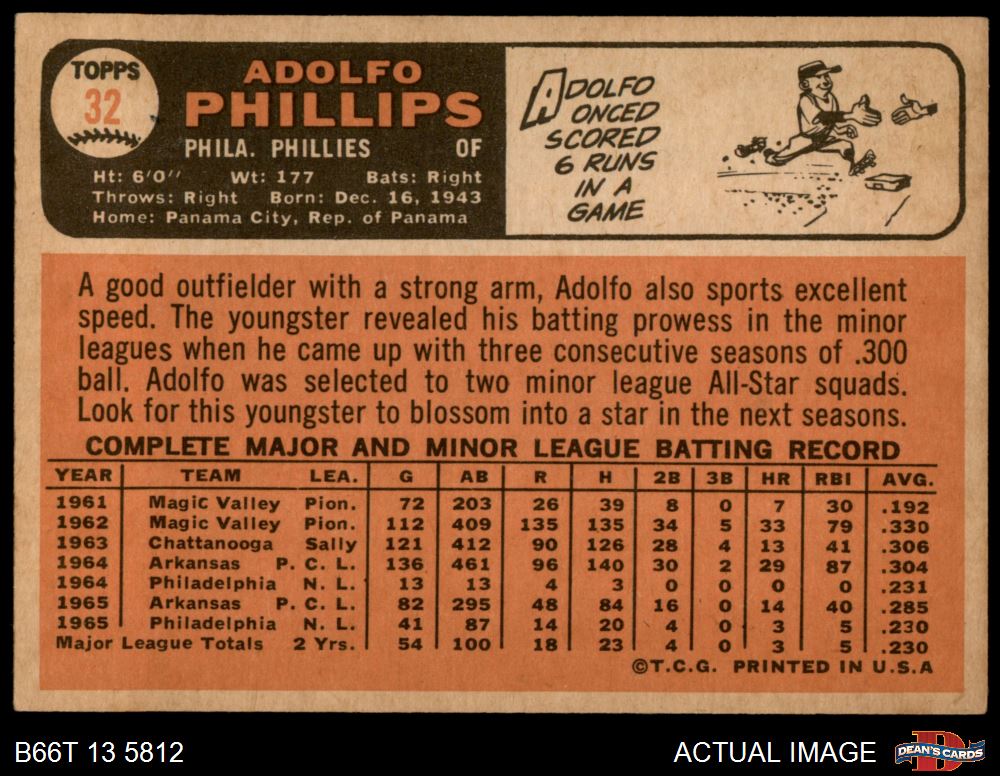 TOPPS
32
ADOLFO
PHILLIPS
PHILA. PHILLIES OF
Ht: 6'0" Wt: 177 Bats: Right
Throws: Right Born: Dec. 16, 1943
Home: Panama City, Rep. of Panama
ADOLFO
ONCED
SCORED
6 RUNS
IN A
GAME
A good outfielder with a strong arm, Adolfo also sports excellent
speed. The youngster revealed his batting prowess in the minor
leagues when he came up with three consecutive seasons of .300
ball. Adolfo was selected to two minor league All-Star squads.
Look for this youngster to blossom into a star in the next seasons.
COMPLETE MAJOR AND MINOR LEAGUE BATTING RECORD
YEAR TEAM LEA. G AB R H 2B 3B HR RBI AVG.
1961 Magic Valley Pion. 72 203 26 39 8 0 7 30 .192
1962 Magic Valley Pion. 112 409 135 135 34 5 33 79 .330
1963 Chattanooga Sally 121 412 90 126 28 4 13 41 .306
1964 Arkansas P. C. L. 136 461 96 140 30 2 29 87 .304
1964 Philadelphia N. L. 13 13 4 3 0 0 0 0 .231
1965 Arkansas P. C. L. 82 295 48 84 16 0 14 40 .285
1965 Philadelphia N. L. 41 87 14 20 4 0 3 5 .230
Major League Totals 2 Yrs. 54 100 18 23 4 0 3 5 .230
©T.C.G. PRINTED IN U.S.A
B66T 13 5812
ACTUAL IMAGE
D
DEAN'S CARDS